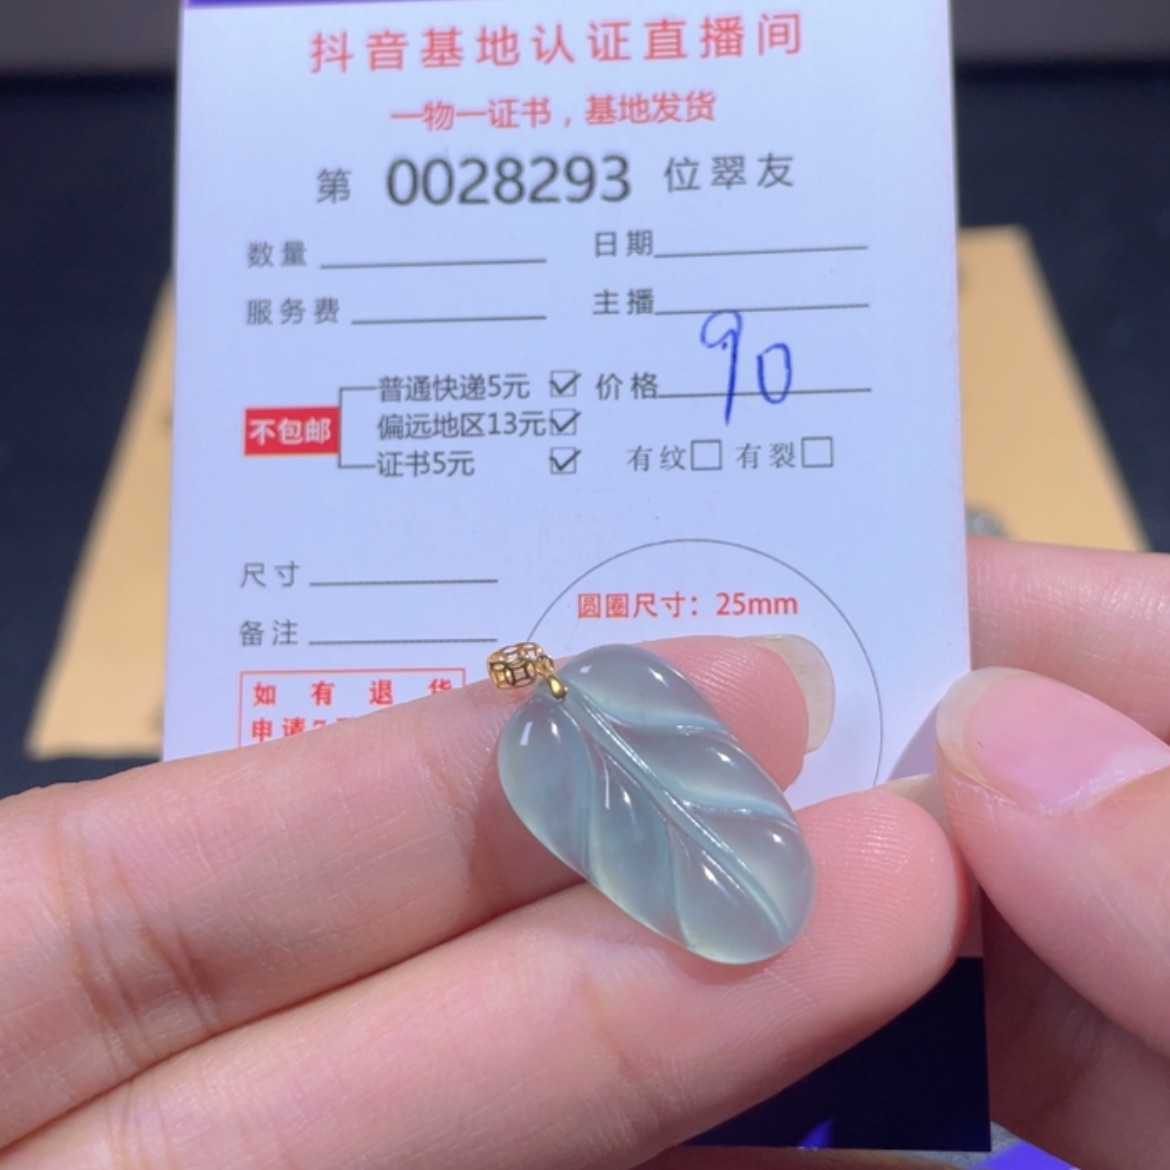 抖音基地认证直播间
一物一证书，基地发货
第 0028293 位翠友
数量 日期
服务费 主播
普通快递5元 ☑ 价格 90
不包邮 偏远地区13元 ☑
证书5元 ☑ 有纹□ 有裂□
尺寸
圆圈尺寸：25mm
备注
如有退货
申请